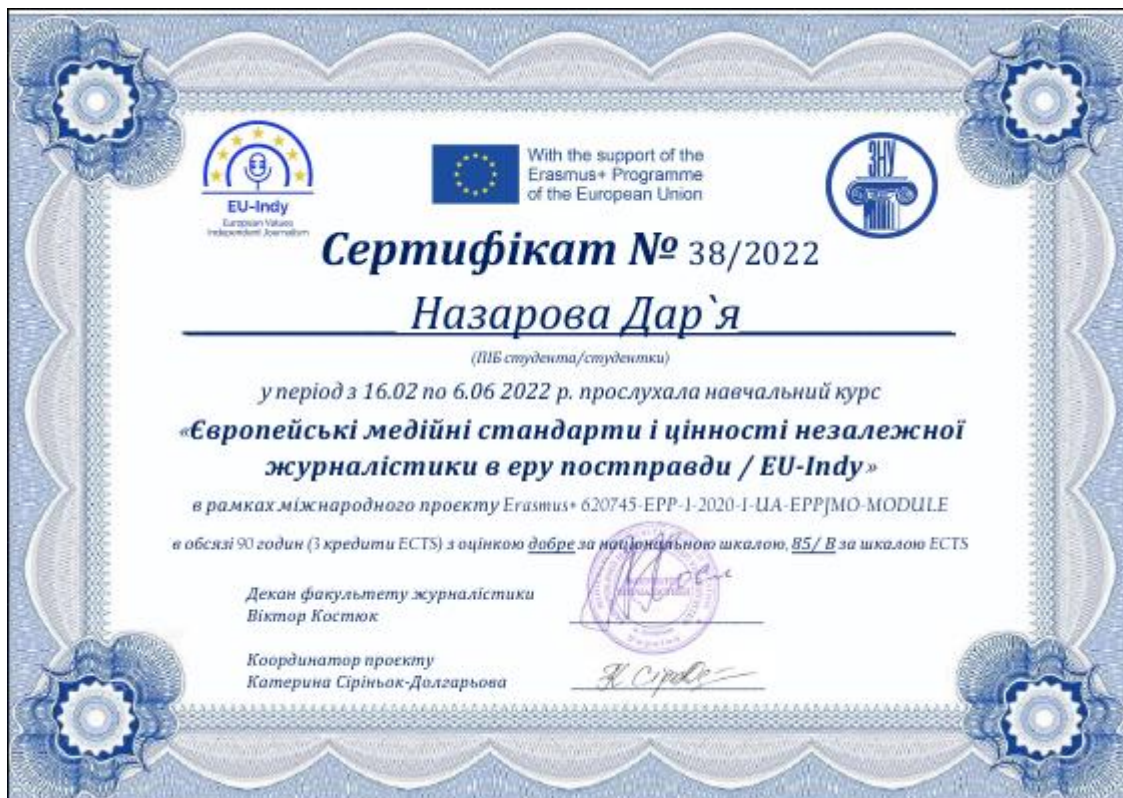 EU-Indy
European Values
Independent Journalism
With the support of the
Erasmus+ Programme
of the European Union
ЗНУ
Сертифікат № 38/2022
Назарова Дар`я
(ПІБ студента/студентки)
у період з 16.02 по 6.06 2022 р. прослухала навчальний курс
«Європейські медійні стандарти і цінності незалежної
журналістики в еру постправди / EU-Indy»
в рамках міжнародного проєкту Erasmus+ 620745-EPP-1-2020-1-UA-EPPJMO-MODULE
в обсязі 90 годин (3 кредити ECTS) з оцінкою добре за національною шкалою, 85/ B за шкалою ECTS
Декан факультету журналістики
Віктор Костюк
Координатор проєкту
Катерина Сіріньок-Долгарьова